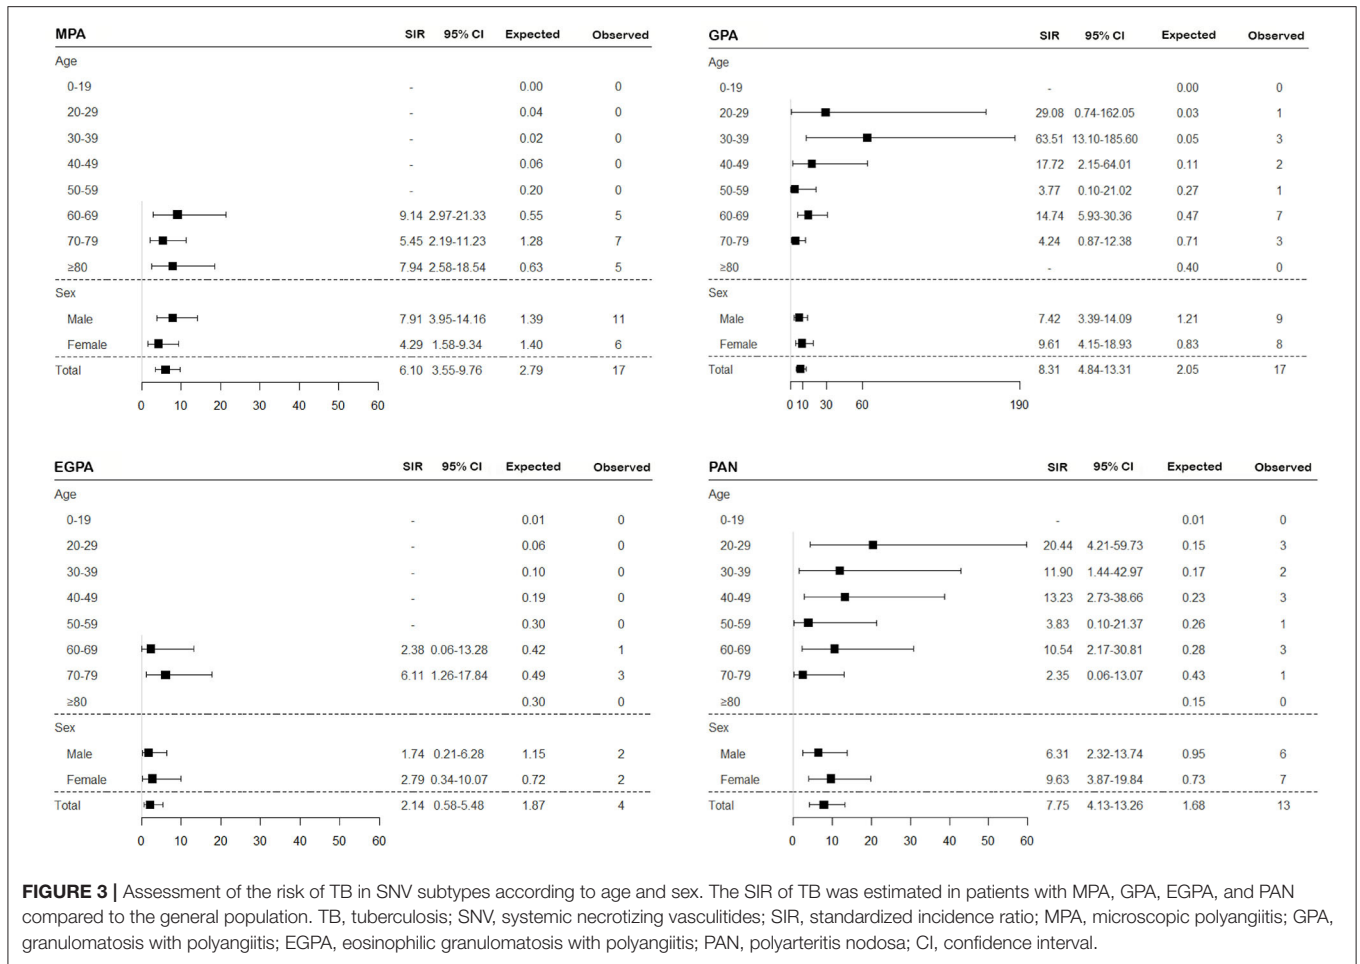 MPA SIR 95% CI Expected Observed
Age
0-19 - 0.00 0
20-29 - 0.04 0
30-39 - 0.02 0
40-49 - 0.06 0
50-59 - 0.20 0
60-69 9.14 2.97-21.33 0.55 5
70-79 5.45 2.19-11.23 1.28 7
≥80 7.94 2.58-18.54 0.63 5
Sex
Male 7.91 3.95-14.16 1.39 11
Female 4.29 1.58-9.34 1.40 6
Total 6.10 3.55-9.76 2.79 17
0 10 20 30 40 50 60
GPA SIR 95% CI Expected Observed
Age
0-19 - 0.00 0
20-29 29.08 0.74-162.05 0.03 1
30-39 63.51 13.10-185.60 0.05 3
40-49 17.72 2.15-64.01 0.11 2
50-59 3.77 0.10-21.02 0.27 1
60-69 14.74 5.93-30.36 0.47 7
70-79 4.24 0.87-12.38 0.71 3
≥80 - 0.40 0
Sex
Male 7.42 3.39-14.09 1.21 9
Female 9.61 4.15-18.93 0.83 8
Total 8.31 4.84-13.31 2.05 17
0 10 30 60 190
EGPA SIR 95% CI Expected Observed
Age
0-19 - 0.01 0
20-29 - 0.06 0
30-39 - 0.10 0
40-49 - 0.19 0
50-59 - 0.30 0
60-69 2.38 0.06-13.28 0.42 1
70-79 6.11 1.26-17.84 0.49 3
≥80 - 0.30 0
Sex
Male 1.74 0.21-6.28 1.15 2
Female 2.79 0.34-10.07 0.72 2
Total 2.14 0.58-5.48 1.87 4
0 10 20 30 40 50 60
PAN SIR 95% CI Expected Observed
Age
0-19 - 0.01 0
20-29 20.44 4.21-59.73 0.15 3
30-39 11.90 1.44-42.97 0.17 2
40-49 13.23 2.73-38.66 0.23 3
50-59 3.83 0.10-21.37 0.26 1
60-69 10.54 2.17-30.81 0.28 3
70-79 2.35 0.06-13.07 0.43 1
≥80 - 0.15 0
Sex
Male 6.31 2.32-13.74 0.95 6
Female 9.63 3.87-19.84 0.73 7
Total 7.75 4.13-13.26 1.68 13
0 10 20 30 40 50 60
FIGURE 3 | Assessment of the risk of TB in SNV subtypes according to age and sex. The SIR of TB was estimated in patients with MPA, GPA, EGPA, and PAN
compared to the general population. TB, tuberculosis; SNV, systemic necrotizing vasculitides; SIR, standardized incidence ratio; MPA, microscopic polyangiitis; GPA,
granulomatosis with polyangiitis; EGPA, eosinophilic granulomatosis with polyangiitis; PAN, polyarteritis nodosa; CI, confidence interval.